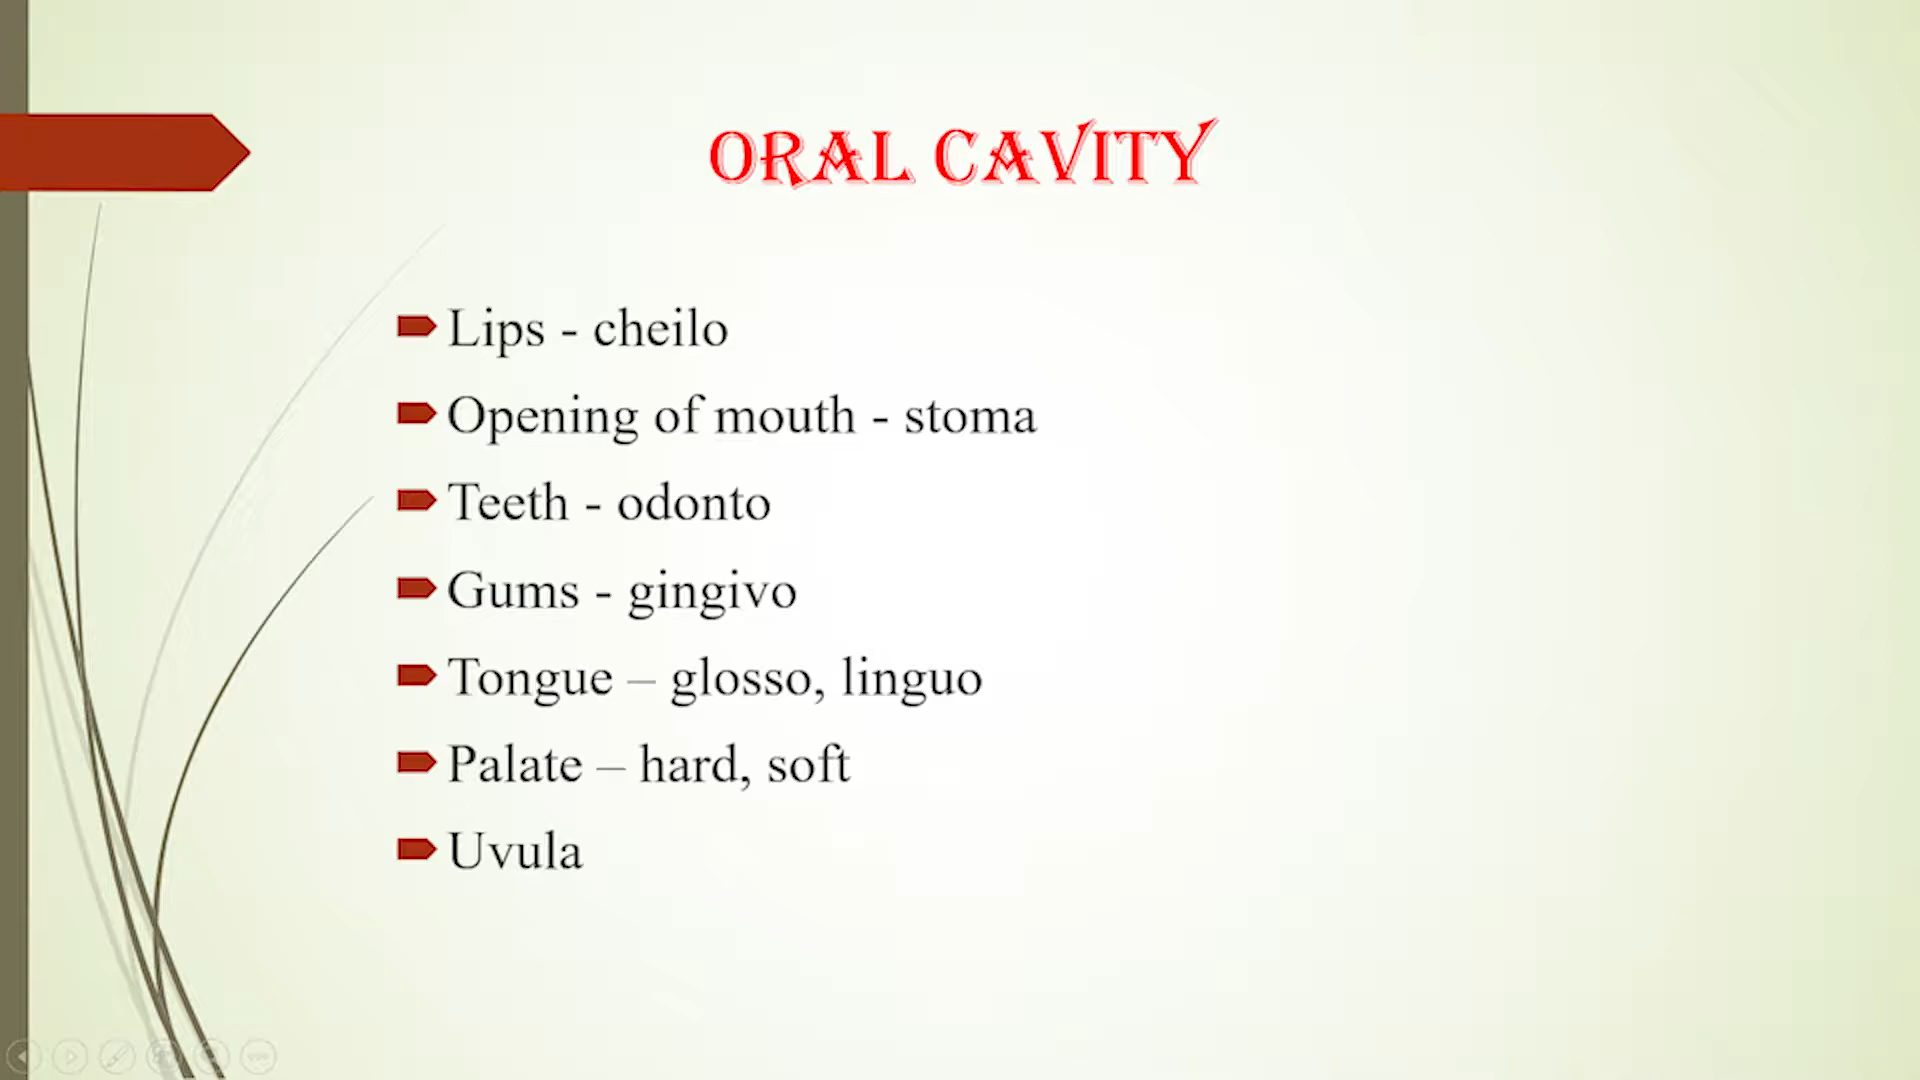 ORAL CAVITY
Lips - cheilo
Opening of mouth - stoma
Teeth - odonto
Gums - gingivo
Tongue – glosso, linguo
Palate – hard, soft
Uvula